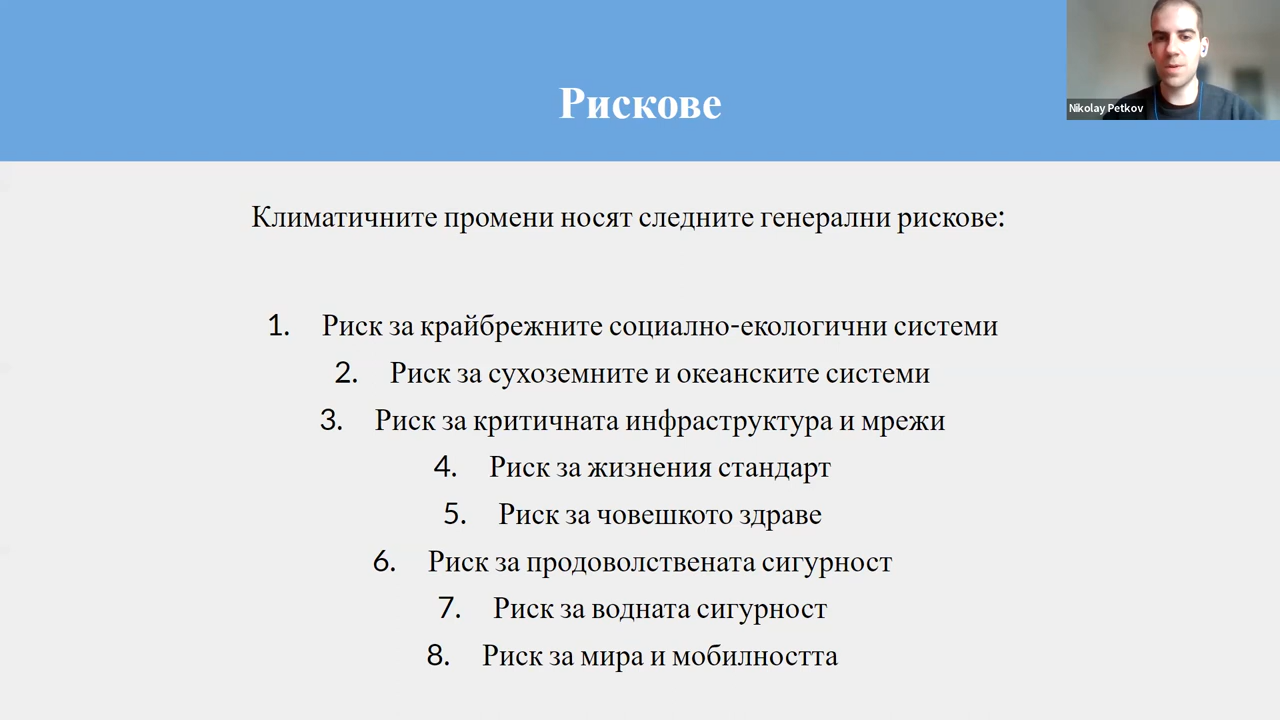 Рискове
Nikolay Petkov
Климатичните промени носят следните генерални рискове:
1. Риск за крайбрежните социално-екологични системи
2. Риск за сухоземните и океанските системи
3. Риск за критичната инфраструктура и мрежи
4. Риск за жизнения стандарт
5. Риск за човешкото здраве
6. Риск за продоволствената сигурност
7. Риск за водната сигурност
8. Риск за мира и мобилността